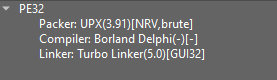 PE32
Packer: UPX(3.91)[NRV,brute]
Compiler: Borland Delphi(-)[-]
Linker: Turbo Linker(5.0)[GUI32]